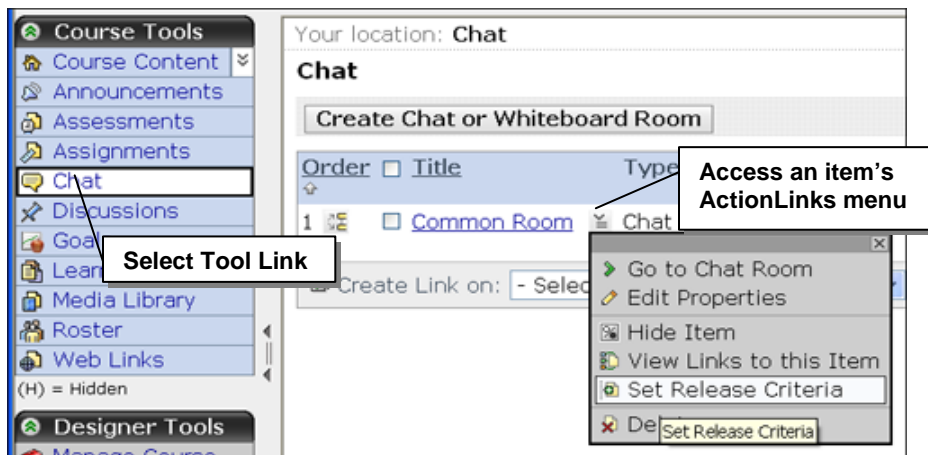 Course Tools
Course Content
Announcements
Assessments
Assignments
Chat
Discussions
Select Tool Link
Media Library
Roster
Web Links
(H) = Hidden
Designer Tools
Manage Course
Your location: Chat
Chat
Create Chat or Whiteboard Room
Order Title Type
Access an item's
ActionLinks menu
1 Common Room Chat
Create Link on: - Selec
Go to Chat Room
Edit Properties
Hide Item
View Links to this Item
Set Release Criteria
Set Release Criteria